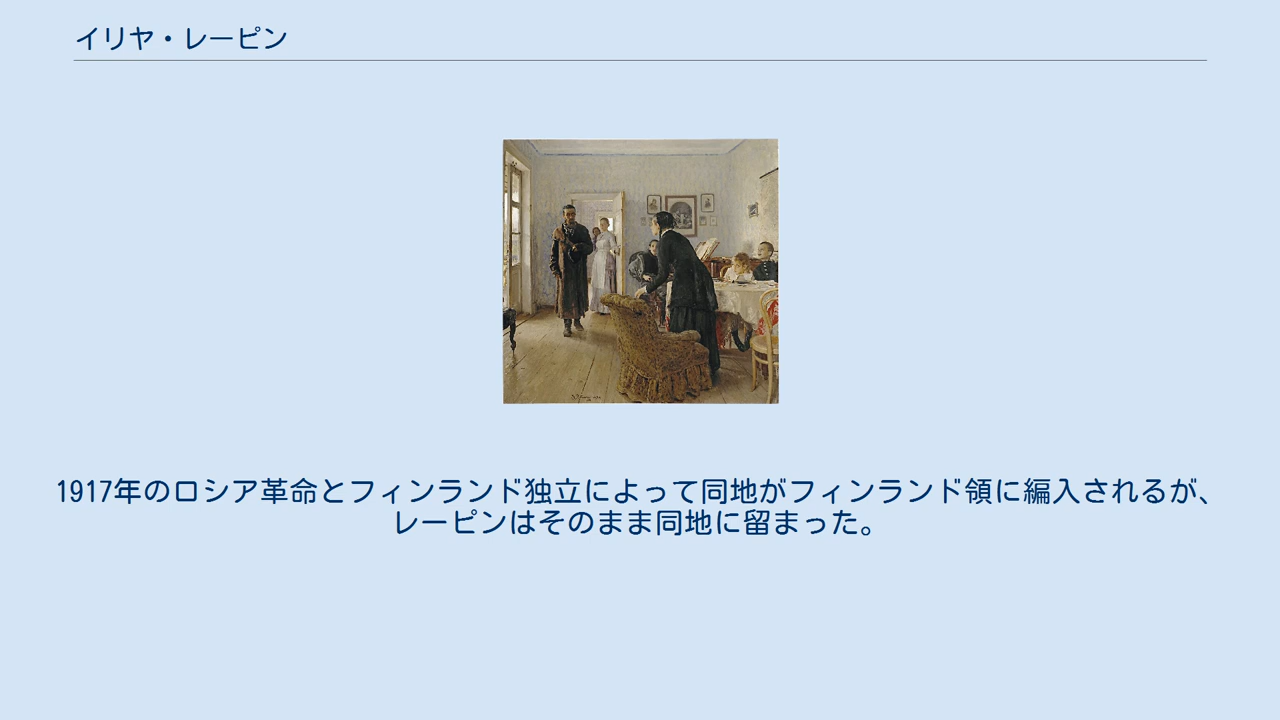 イリヤ・レーピン
1917年のロシア革命とフィンランド独立によって同地がフィンランド領に編入されるが、
レーピンはそのまま同地に留まった。